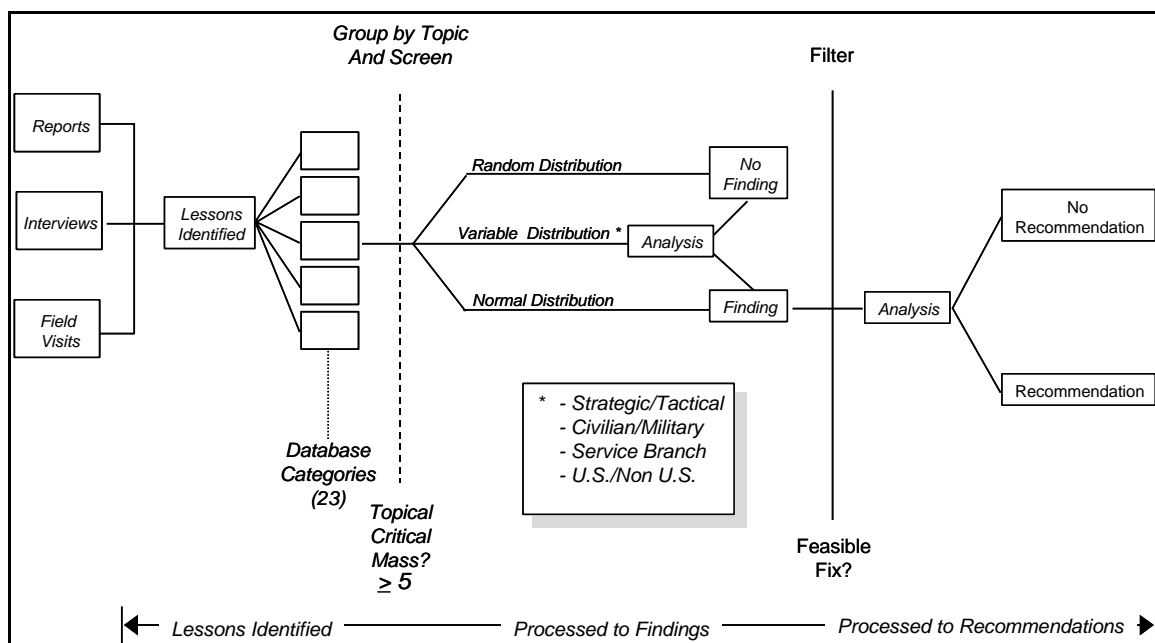 Group by Topic
And Screen
Filter
Reports
Interviews
Field
Visits
Lessons
Identified
Database
Categories
(23)
Topical
Critical
Mass?
≥ 5
Random Distribution
No
Finding
Variable Distribution *
Analysis
Normal Distribution
Finding
* - Strategic/Tactical
- Civilian/Military
- Service Branch
- U.S./Non U.S.
Feasible
Fix?
Analysis
No
Recommendation
Recommendation
Lessons Identified
Processed to Findings
Processed to Recommendations